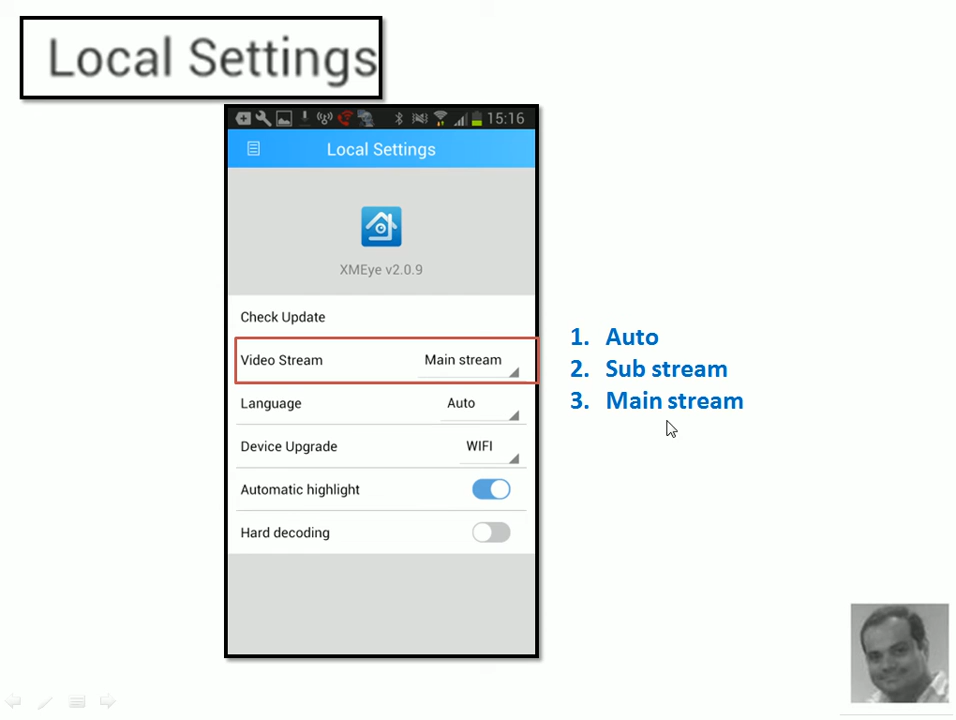 Local Settings
15:16
Local Settings
XMEye v2.0.9
Check Update
Video Stream Main stream
Language Auto
Device Upgrade WIFI
Automatic highlight
Hard decoding
1. Auto
2. Sub stream
3. Main stream